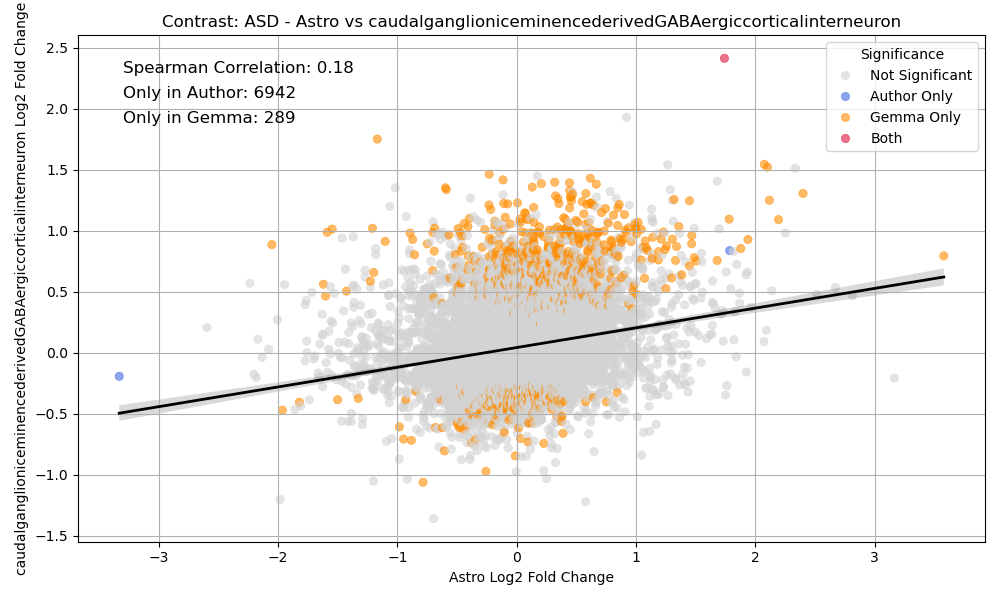 Contrast: ASD - Astro vs caudalganglioniceminencederivedGABAergiccorticalinterneuron
caudalganglioniceminencederivedGABAergiccorticalinterneuron Log2 Fold Change
2.5
2.0
1.5
1.0
0.5
0.0
−0.5
−1.0
−1.5
Spearman Correlation: 0.18
Only in Author: 6942
Only in Gemma: 289
Significance
Not Significant
Author Only
Gemma Only
Both
−3
−2
−1
0
1
2
3
Astro Log2 Fold Change